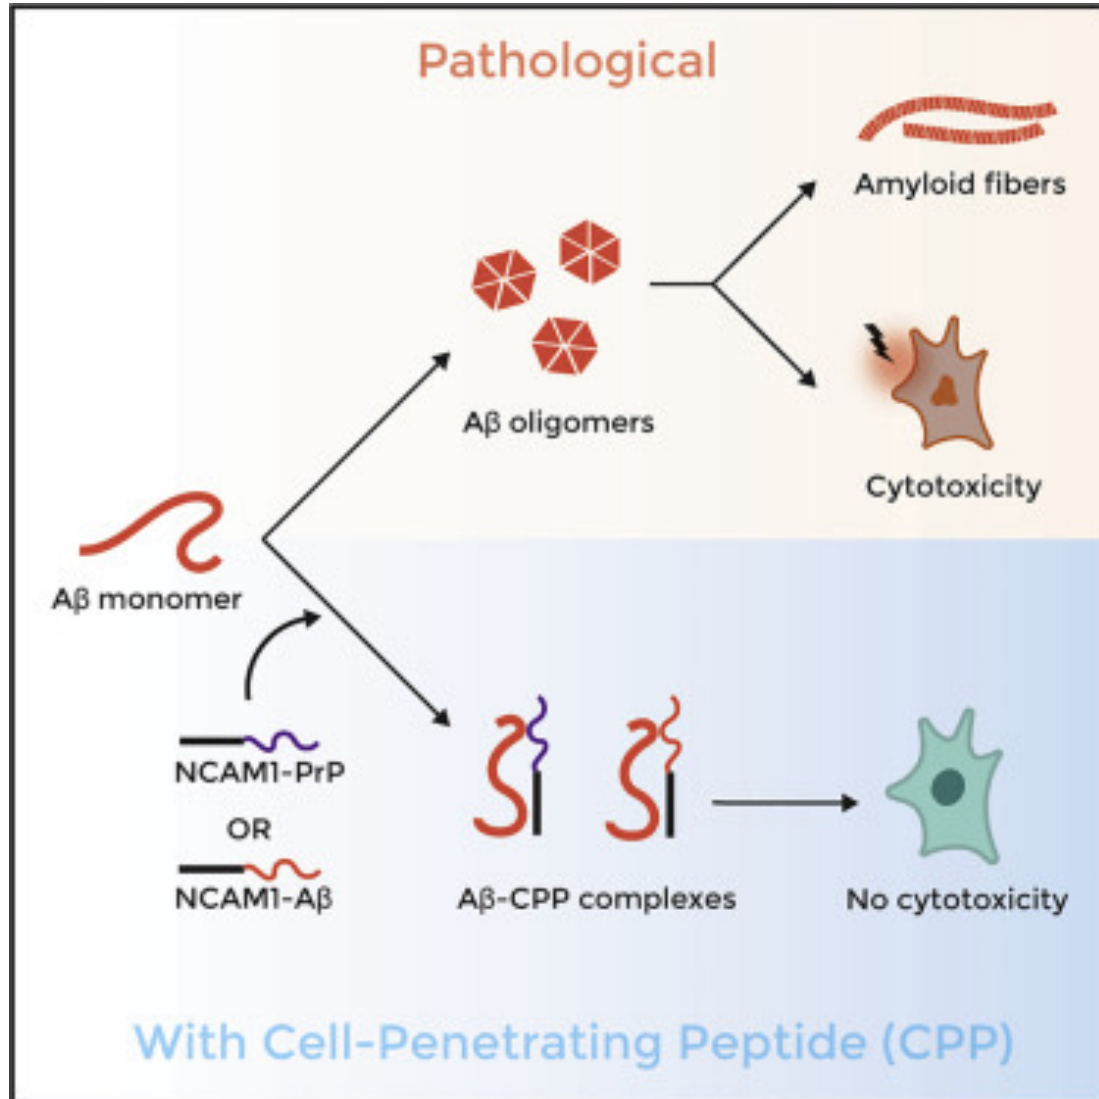 Pathological
Amyloid fibers
Aβ oligomers
Cytotoxicity
Aβ monomer
NCAM1-PrP
OR
NCAM1-Aβ
Aβ-CPP complexes
No cytotoxicity
With Cell-Penetrating Peptide (CPP)